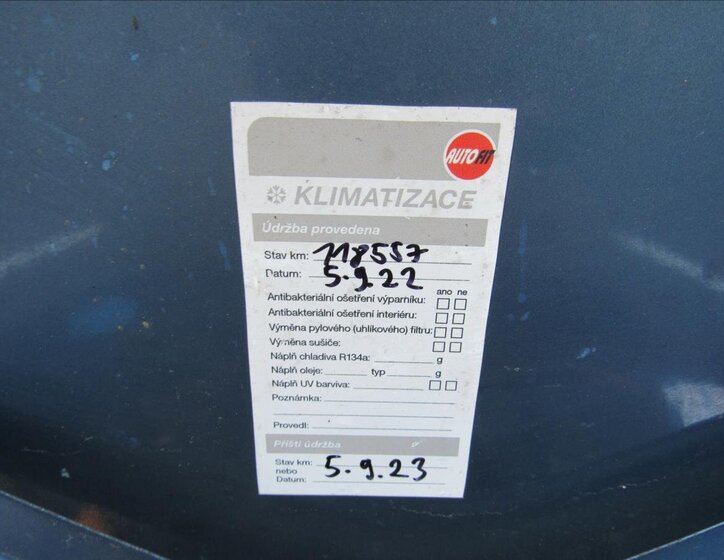 AUTOFIT
KLIMATIZACE
Údržba provedena
Stav km: 118557
Datum: 5.9.22
ano ne
Antibakteriální ošetření výparníku:
Antibakteriální ošetření interiéru:
Výměna pylového (uhlíkového) filtru:
Výměna sušiče:
Náplň chladiva R134a: g
Náplň oleje: typ g
Náplň UV barviva:
Poznámka:
Provedl:
Příští údržba
Stav km:
nebo 5.9.23
Datum: